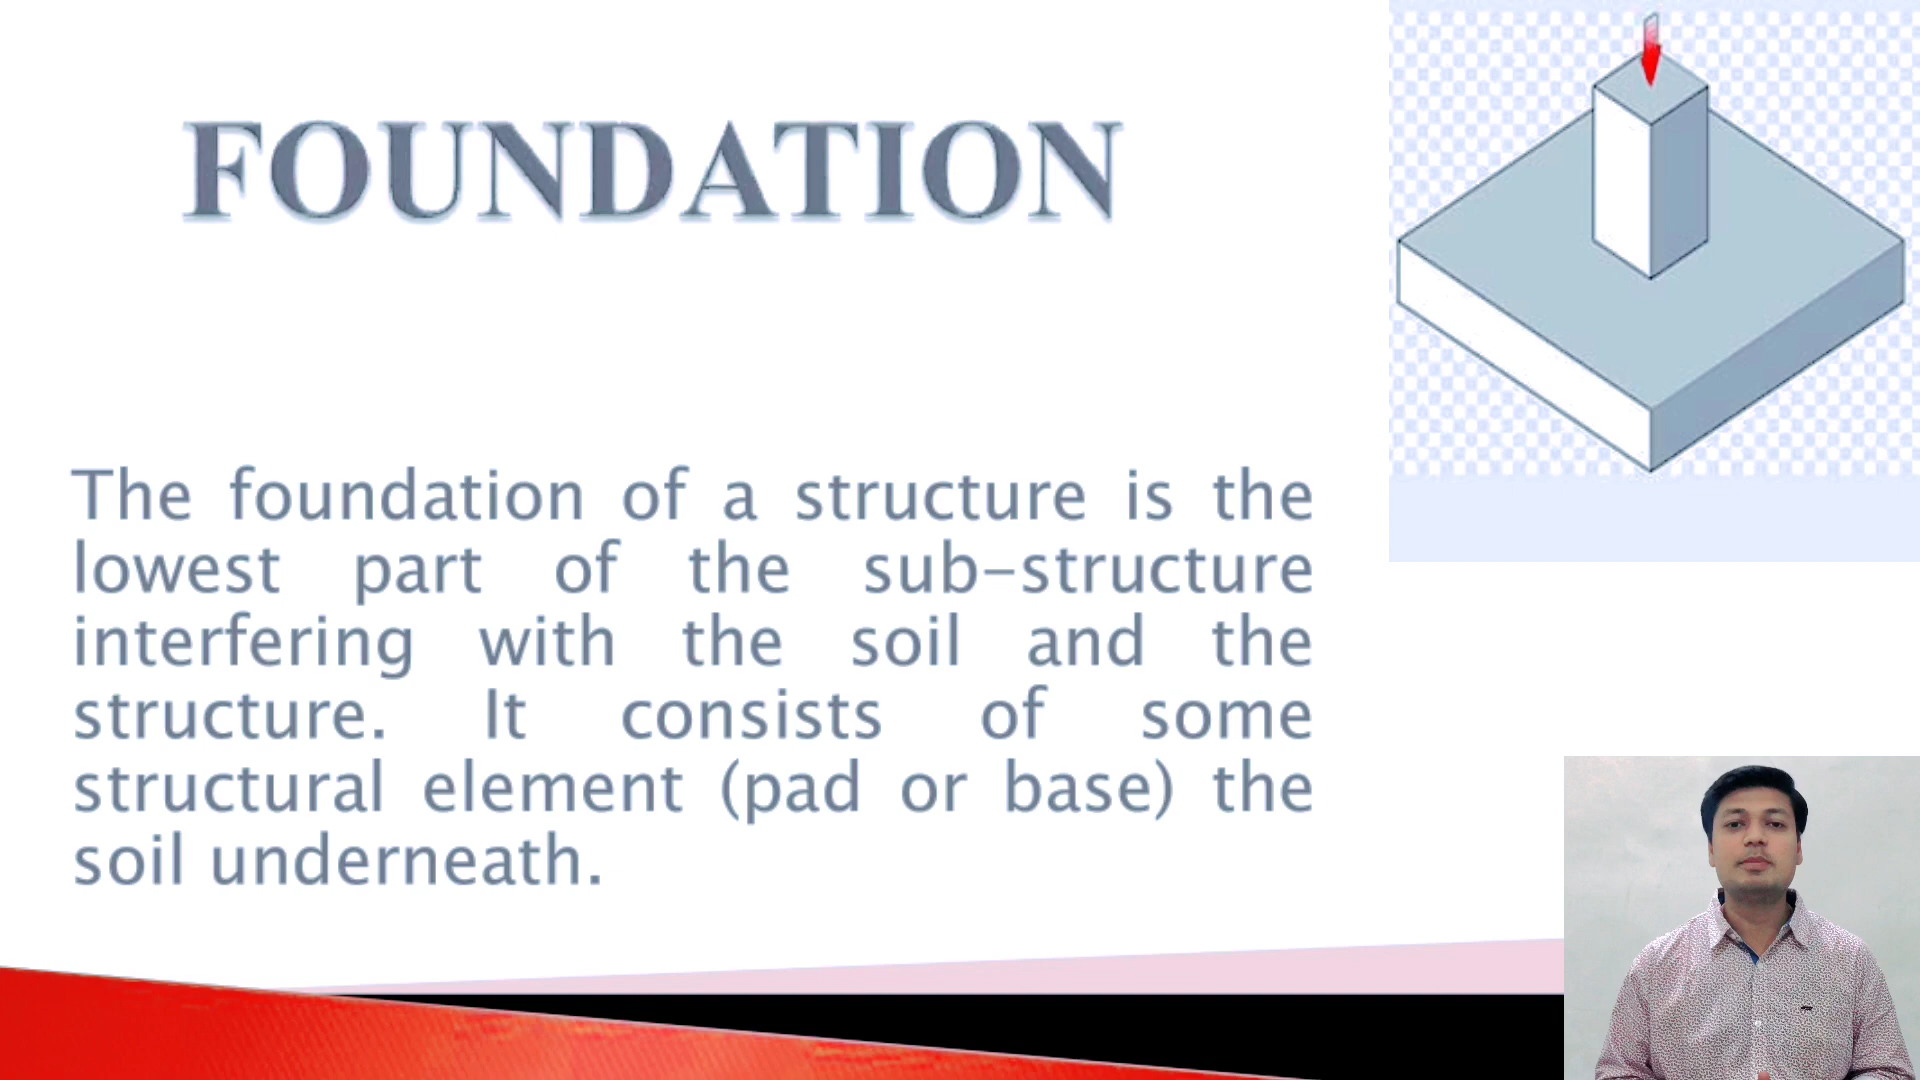 FOUNDATION
The foundation of a structure is the
lowest part of the sub-structure
interfering with the soil and the
structure. It consists of some
structural element (pad or base) the
soil underneath.